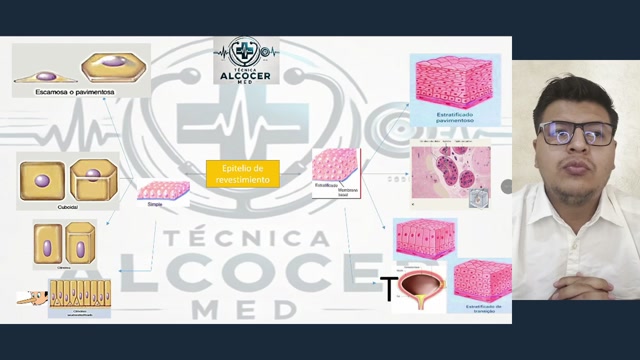 TÉCNICA
ALCOCER
MED
Escamosa o pavimentosa
Estratificado
pavimentoso
Epitelio de
revestimiento
Cuboidal
Simple
Estratificado
Membrana
basal
TÉCNICA
ALCOCER
MED
T
Estratificado de
transição